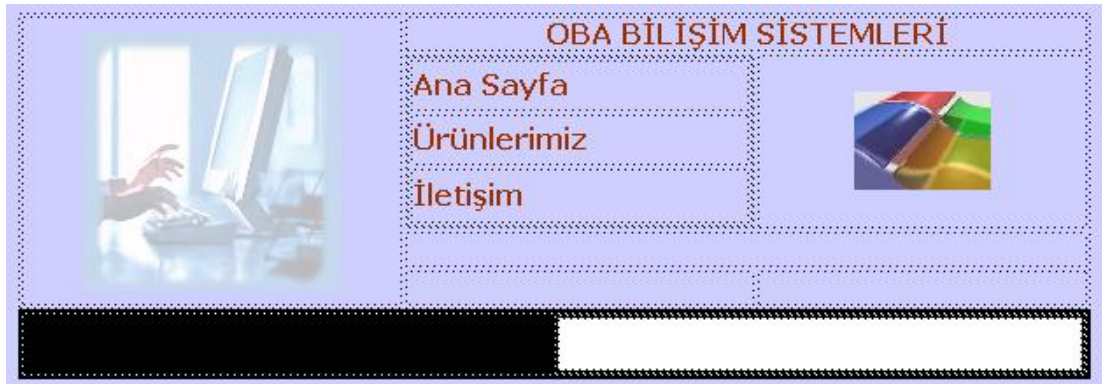 OBA BİLİŞİM SİSTEMLERİ
Ana Sayfa
Ürünlerimiz
İletişim